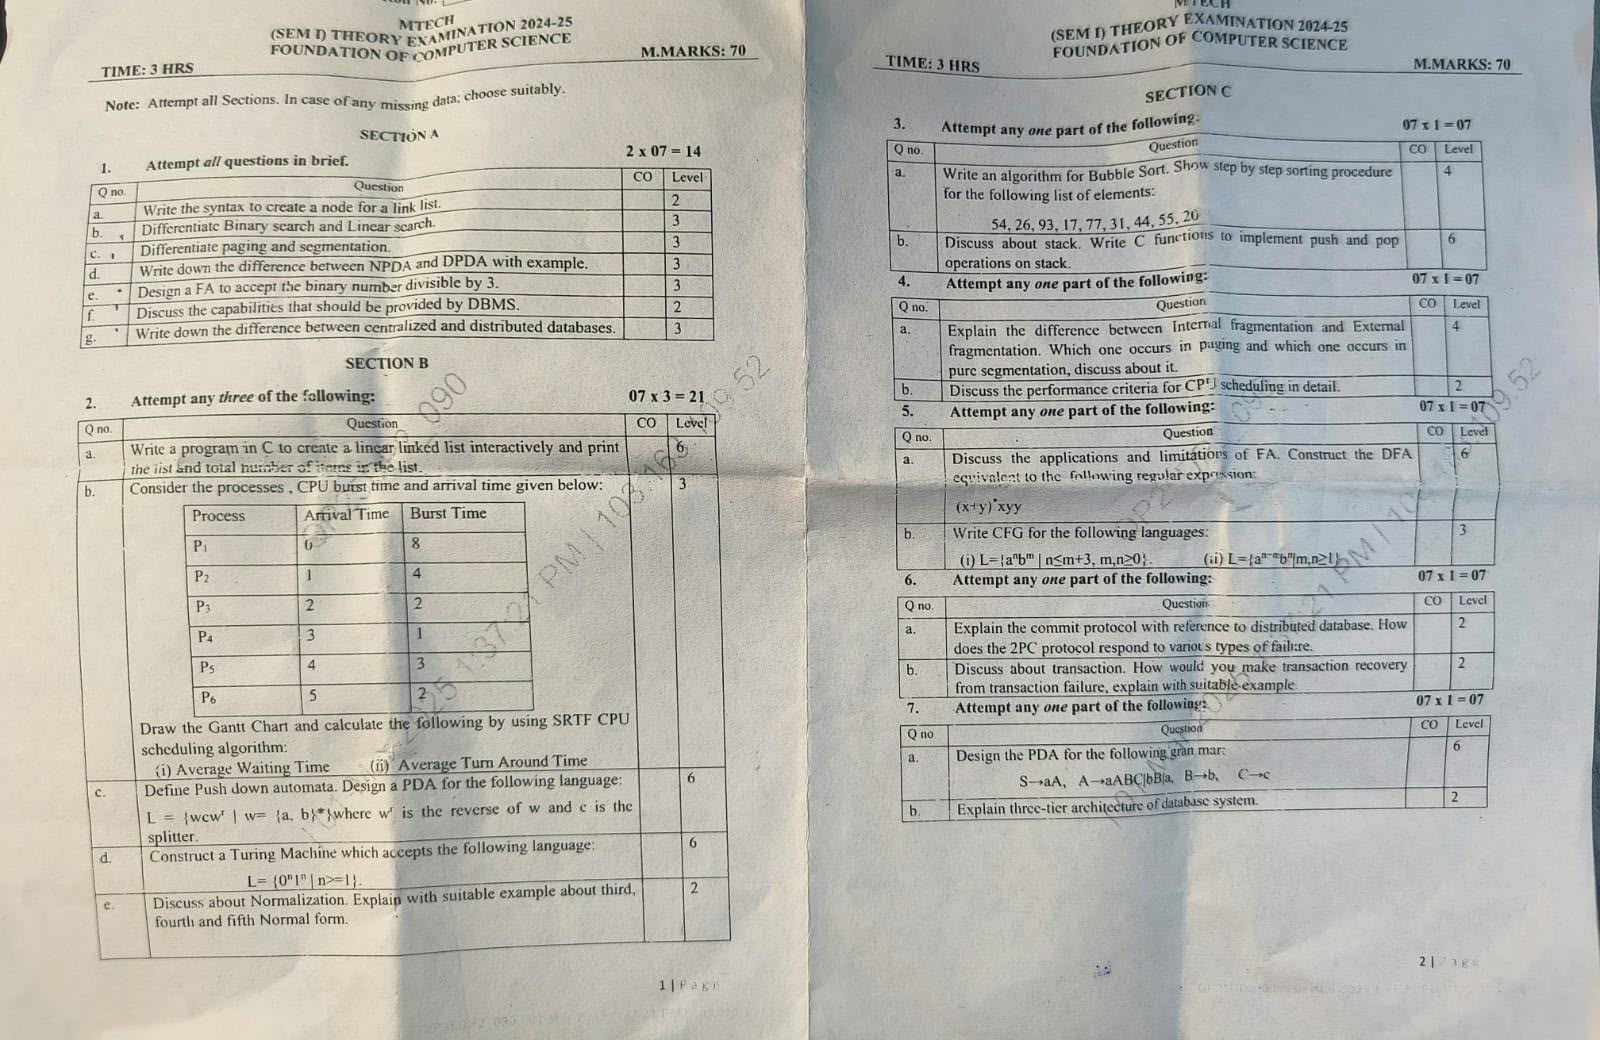 MTECH
(SEM I) THEORY EXAMINATION 2024-25
FOUNDATION OF COMPUTER SCIENCE
TIME: 3 HRS M.MARKS: 70
Note: Attempt all Sections. In case of any missing data; choose suitably.
SECTION A
1. Attempt all questions in brief. 2 x 07 = 14
Q no. Question CO Level
a. Write the syntax to create a node for a link list. 2
b. Differentiate Binary search and Linear search. 3
c. Differentiate paging and segmentation. 3
d. Write down the difference between NPDA and DPDA with example. 3
e. Design a FA to accept the binary number divisible by 3. 3
f. Discuss the capabilities that should be provided by DBMS. 2
g. Write down the difference between centralized and distributed databases. 3
SECTION B
2. Attempt any three of the following: 07 x 3 = 21
Q no. Question CO Level
a. Write a program in C to create a linear linked list interactively and print 6
the list and total number of items in the list.
b. Consider the processes , CPU burst time and arrival time given below: 3
Process Arrival Time Burst Time
P1 0 8
P2 1 4
P3 2 2
P4 3 1
P5 4 3
P6 5 2
Draw the Gantt Chart and calculate the following by using SRTF CPU
scheduling algorithm:
(i) Average Waiting Time (ii) Average Turn Around Time
c. Define Push down automata. Design a PDA for the following language: 6
L = {wcwʳ | w= {a, b}*}where wʳ is the reverse of w and c is the
splitter.
d. Construct a Turing Machine which accepts the following language: 6
L= {0ⁿ1ⁿ | n>=1}.
e. Discuss about Normalization. Explain with suitable example about third, 2
fourth and fifth Normal form.
1 | Page
MTECH
(SEM I) THEORY EXAMINATION 2024-25
FOUNDATION OF COMPUTER SCIENCE
TIME: 3 HRS M.MARKS: 70
SECTION C
3. Attempt any one part of the following: 07 x 1 = 07
Q no. Question CO Level
a. Write an algorithm for Bubble Sort. Show step by step sorting procedure 4
for the following list of elements:
54, 26, 93, 17, 77, 31, 44, 55, 20
b. Discuss about stack. Write C functions to implement push and pop 6
operations on stack.
4. Attempt any one part of the following: 07 x 1 = 07
Q no. Question CO Level
a. Explain the difference between Internal fragmentation and External 4
fragmentation. Which one occurs in paging and which one occurs in
pure segmentation, discuss about it.
b. Discuss the performance criteria for CPU scheduling in detail. 2
5. Attempt any one part of the following: 07 x 1 = 07
Q no. Question CO Level
a. Discuss the applications and limitations of FA. Construct the DFA 6
equivalent to the following regular expression:
(x+y)*xyy
b. Write CFG for the following languages: 3
(i) L={aⁿbᵐ | n≤m+3, m,n≥0}. (ii) L={aⁿ⁻ᵐbⁿ|m,n≥1}
6. Attempt any one part of the following: 07 x 1 = 07
Q no. Question CO Level
a. Explain the commit protocol with reference to distributed database. How 2
does the 2PC protocol respond to various types of failure.
b. Discuss about transaction. How would you make transaction recovery 2
from transaction failure, explain with suitable example
7. Attempt any one part of the following: 07 x 1 = 07
Q no Question CO Level
a. Design the PDA for the following grammar: 6
S→aA, A→aABC|bB|a, B→b, C→c
b. Explain three-tier architecture of database system. 2
2 | Page